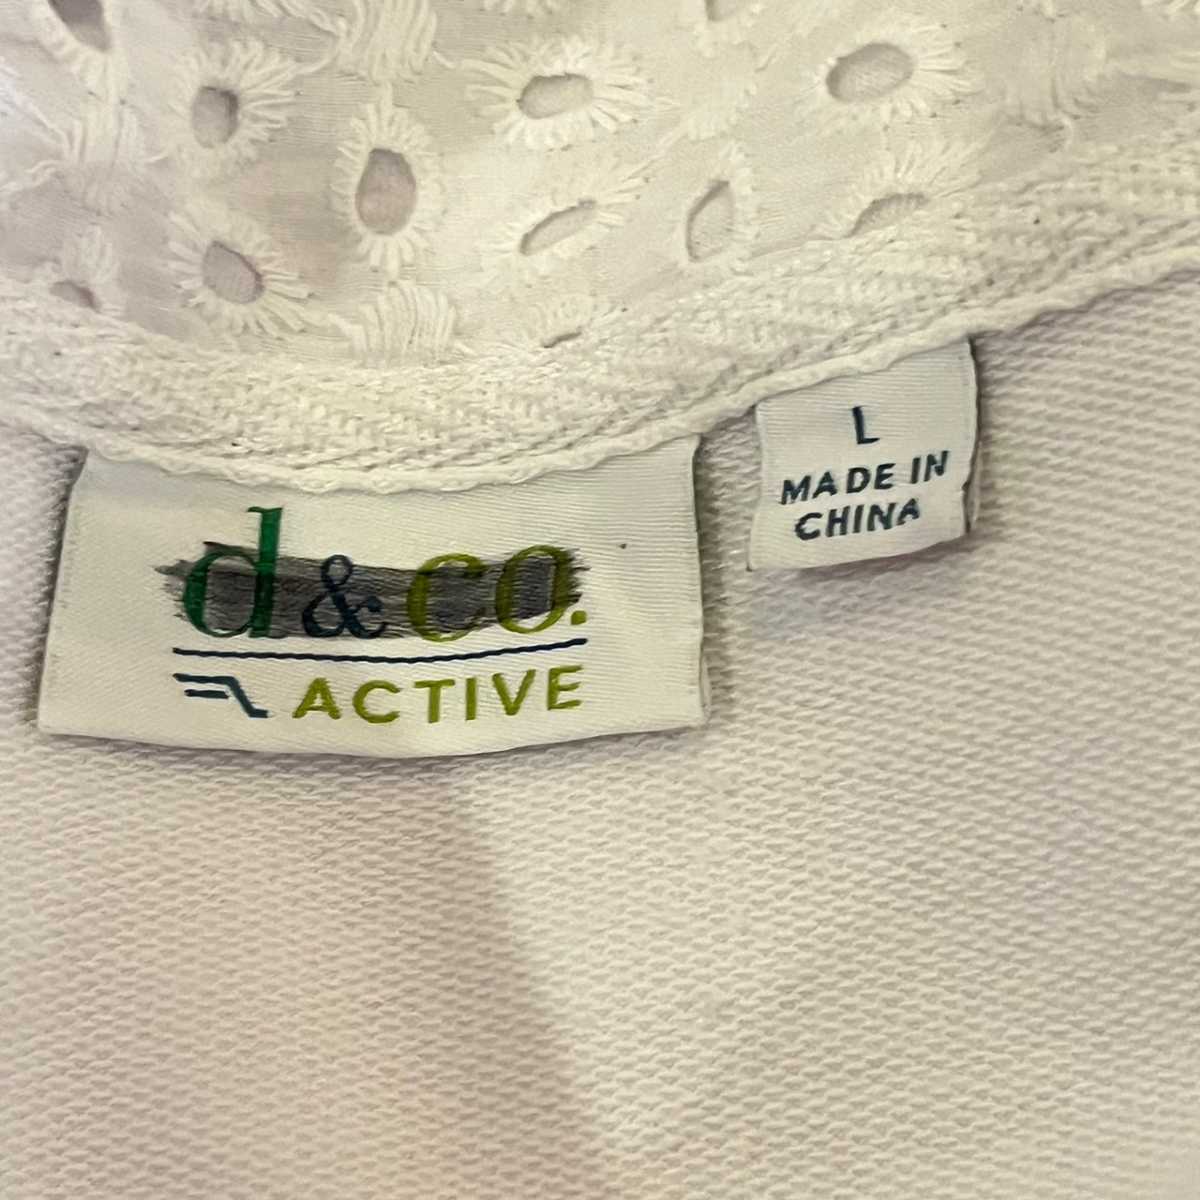 d & co.
ACTIVE
L
MADE IN
CHINA